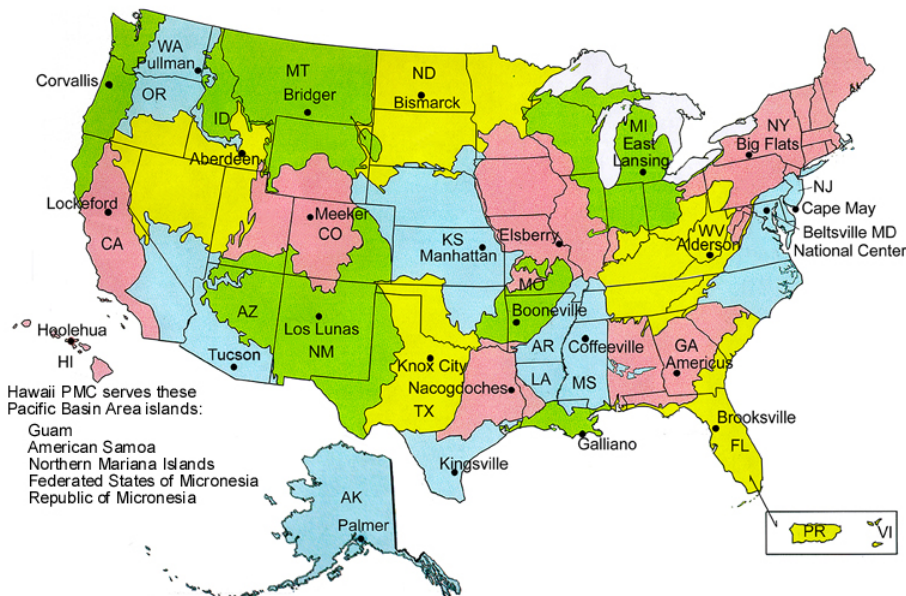 WA
Pullman
Corvallis
OR
MT
Bridger
ID
Aberdeen
ND
Bismarck
MI
East
Lansing
NY
Big Flats
NJ
Cape May
Beltsville MD
National Center
WV
Alderson
Lockeford
CA
Meeker
CO
KS
Manhattan
Elsberry
MO
Booneville
AZ
Los Lunas
NM
Tucson
Knox City
TX
Nacogdoches
AR
LA
Coffeeville
MS
GA
Americus
Hoolehua
HI
Hawaii PMC serves these
Pacific Basin Area islands:
Guam
American Samoa
Northern Mariana Islands
Federated States of Micronesia
Republic of Micronesia
Kingsville
Galliano
Brooksville
FL
AK
Palmer
PR
VI